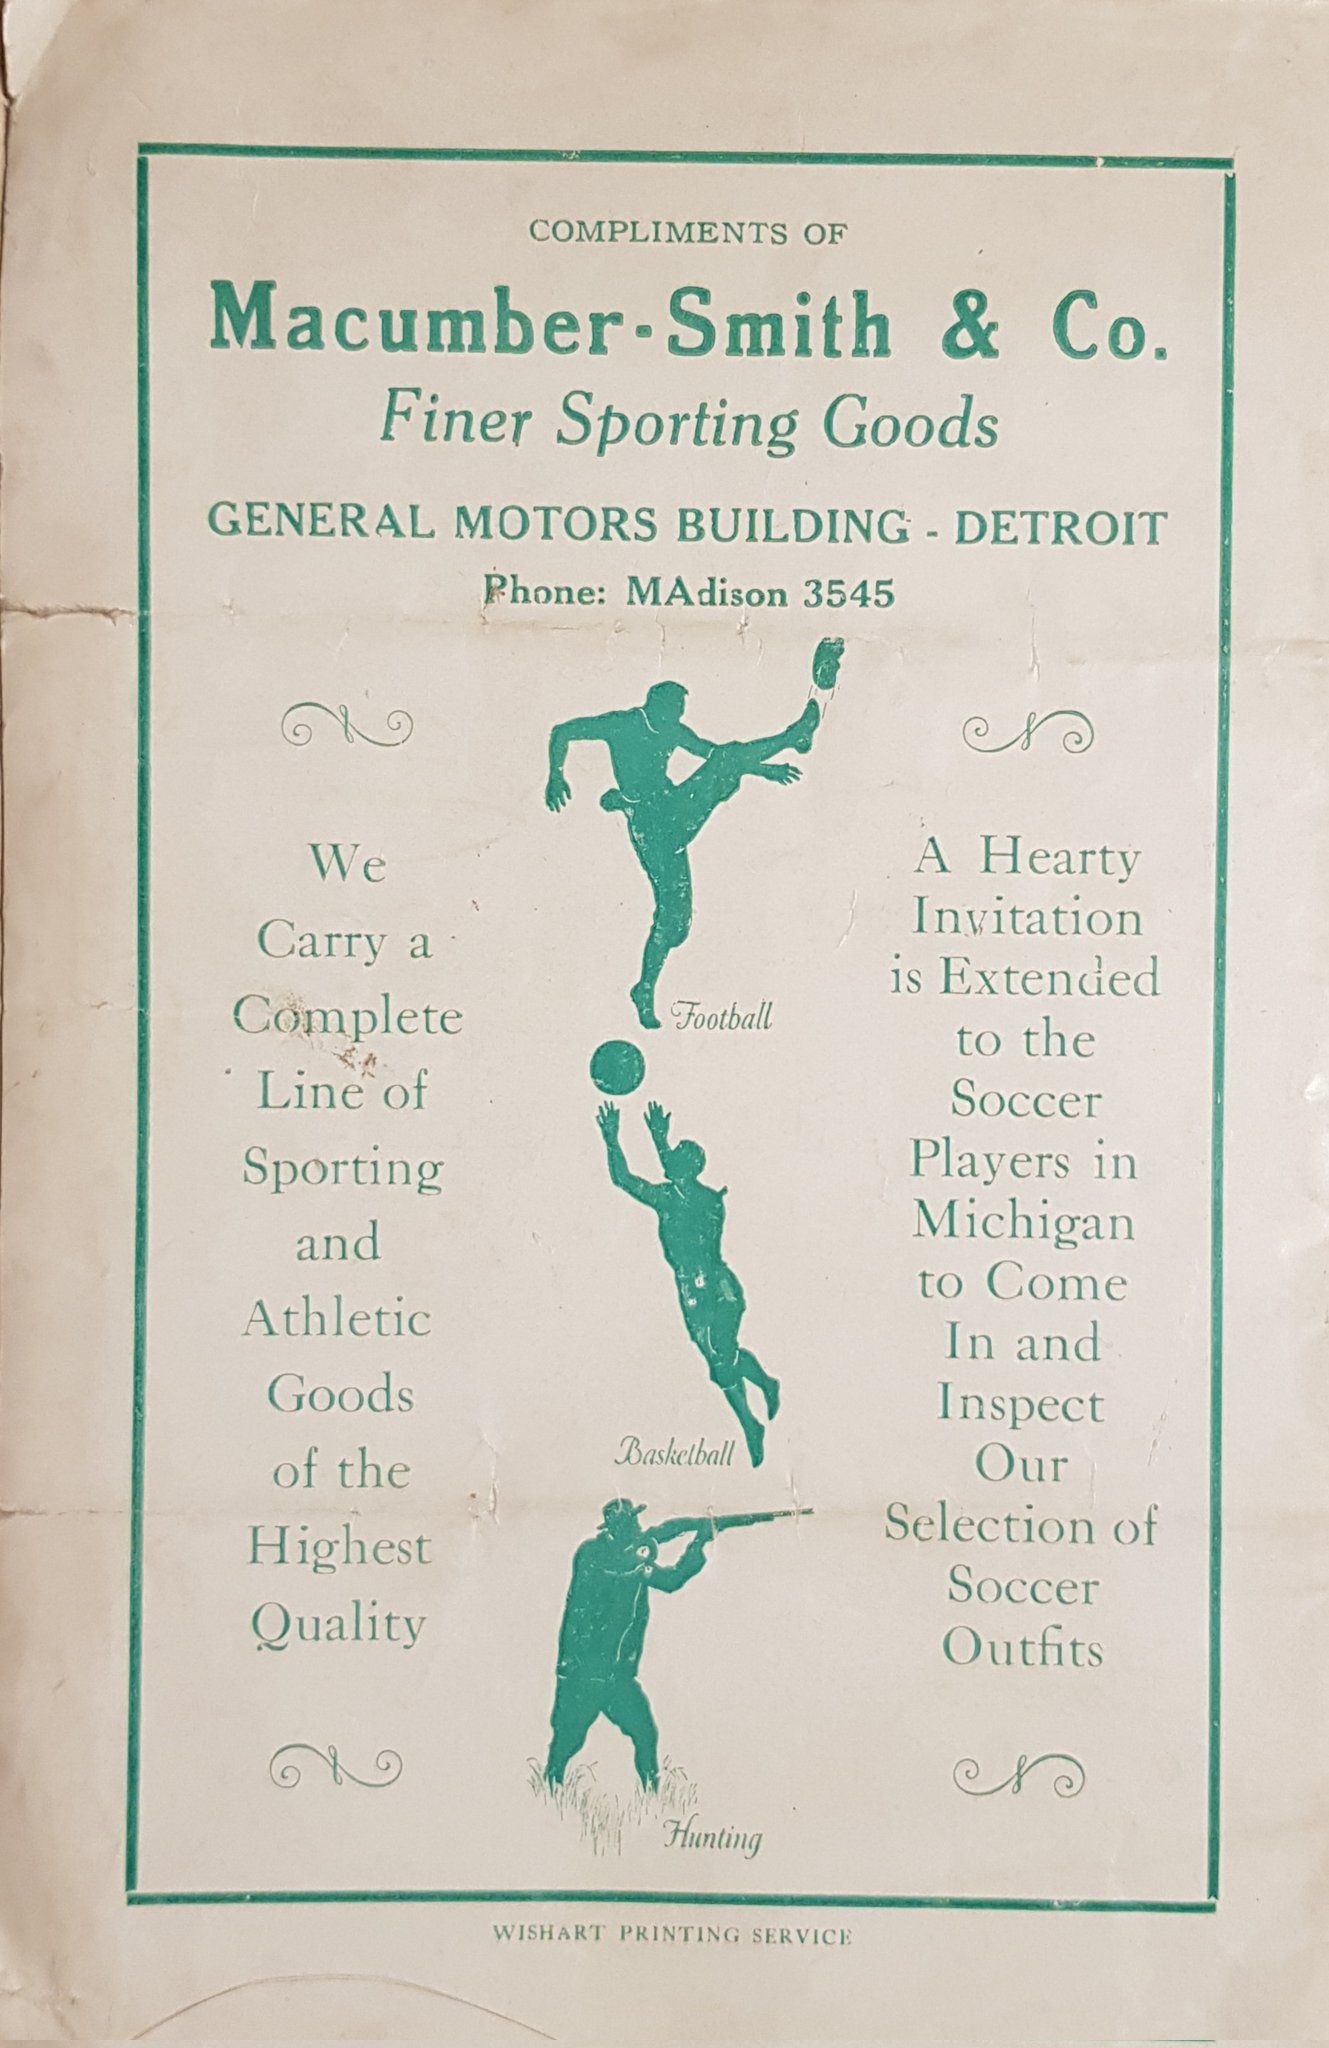 COMPLIMENTS OF
Macumber-Smith & Co.
Finer Sporting Goods
GENERAL MOTORS BUILDING - DETROIT
Phone: MAdison 3545
We
Carry a
Complete
Line of
Sporting
and
Athletic
Goods
of the
Highest
Quality
Football
Basketball
Hunting
A Hearty
Invitation
is Extended
to the
Soccer
Players in
Michigan
to Come
In and
Inspect
Our
Selection of
Soccer
Outfits
WISHART PRINTING SERVICE